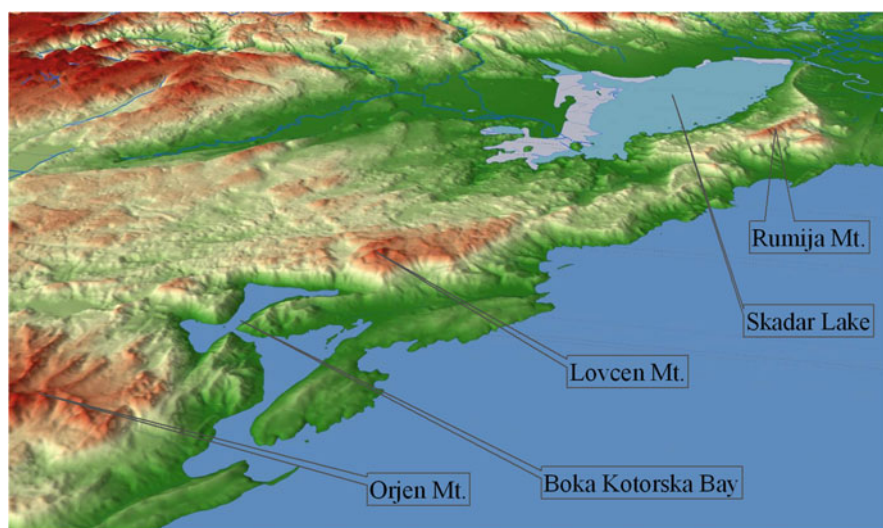 Rumija Mt.
Skadar Lake
Lovcen Mt.
Boka Kotorska Bay
Orjen Mt.